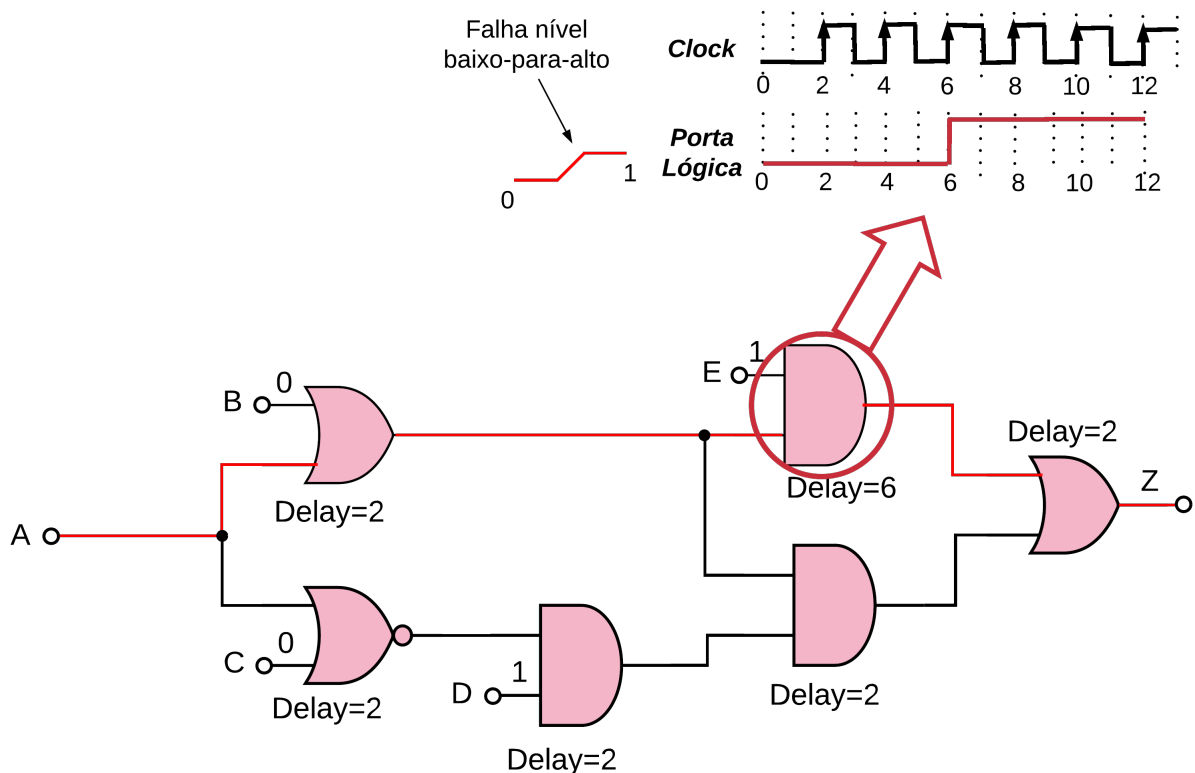 Falha nível
baixo-para-alto
Clock
0 2 4 6 8 10 12
Porta
Lógica
0 2 4 6 8 10 12
0
1
E
1
Delay=6
B
0
Delay=2
Delay=2
Z
A
C
0
Delay=2
D
1
Delay=2
Delay=2